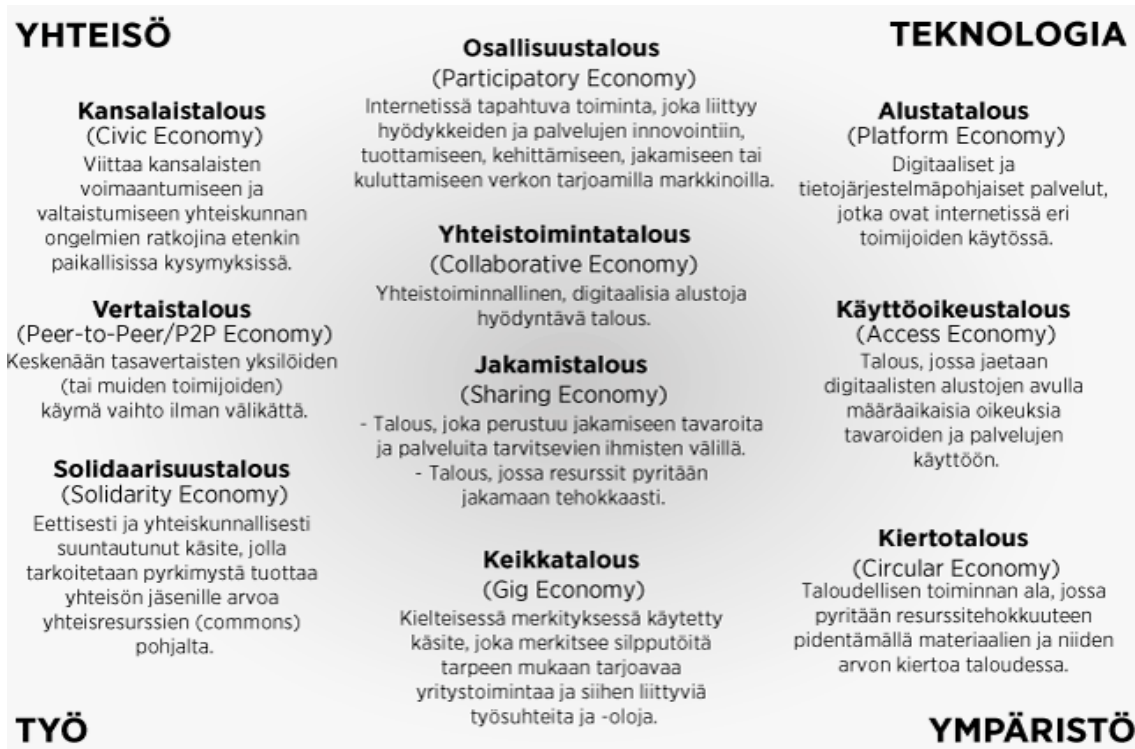 YHTEISÖ
TEKNOLOGIA
Kansalaistalous
(Civic Economy)
Viittaa kansalaisten
voimaantumiseen ja
valtaistumiseen yhteiskunnan
ongelmien ratkojina etenkin
paikallisissa kysymyksissä.
Vertaistalous
(Peer-to-Peer/P2P Economy)
Keskenään tasavertaisten yksilöiden
(tai muiden toimijoiden)
käymä vaihto ilman välikättä.
Solidaarisuustalous
(Solidarity Economy)
Eettisesti ja yhteiskunnallisesti
suuntautunut käsite, jolla
tarkoitetaan pyrkimystä tuottaa
yhteisön jäsenille arvoa
yhteisresurssien (commons)
pohjalta.
Osallisuustalous
(Participatory Economy)
Internetissä tapahtuva toiminta, joka liittyy
hyödykkeiden ja palvelujen innovointiin,
tuottamiseen, kehittämiseen, jakamiseen tai
kuluttamiseen verkon tarjoamilla markkinoilla.
Yhteistoimintatalous
(Collaborative Economy)
Yhteistoiminnallinen, digitaalisia alustoja
hyödyntävä talous.
Jakamistalous
(Sharing Economy)
- Talous, joka perustuu jakamiseen tavaroita
ja palveluita tarvitsevien ihmisten välillä.
- Talous, jossa resurssit pyritään
jakamaan tehokkaasti.
Keikkatalous
(Gig Economy)
Kielteisessä merkityksessä käytetty
käsite, joka merkitsee silpputöitä
tarpeen mukaan tarjoavaa
yritystoimintaa ja siihen liittyviä
työsuhteita ja -oloja.
Alustatalous
(Platform Economy)
Digitaaliset ja
tietojärjestelmäpohjaiset palvelut,
jotka ovat internetissä eri
toimijoiden käytössä.
Käyttöoikeustalous
(Access Economy)
Talous, jossa jaetaan
digitaalisten alustojen avulla
määräaikaisia oikeuksia
tavaroiden ja palvelujen
käyttöön.
Kiertotalous
(Circular Economy)
Taloudellisen toiminnan ala, jossa
pyritään resurssitehokkuuteen
pidentämällä materiaalien ja niiden
arvon kiertoa taloudessa.
TYÖ
YMPÄRISTÖ